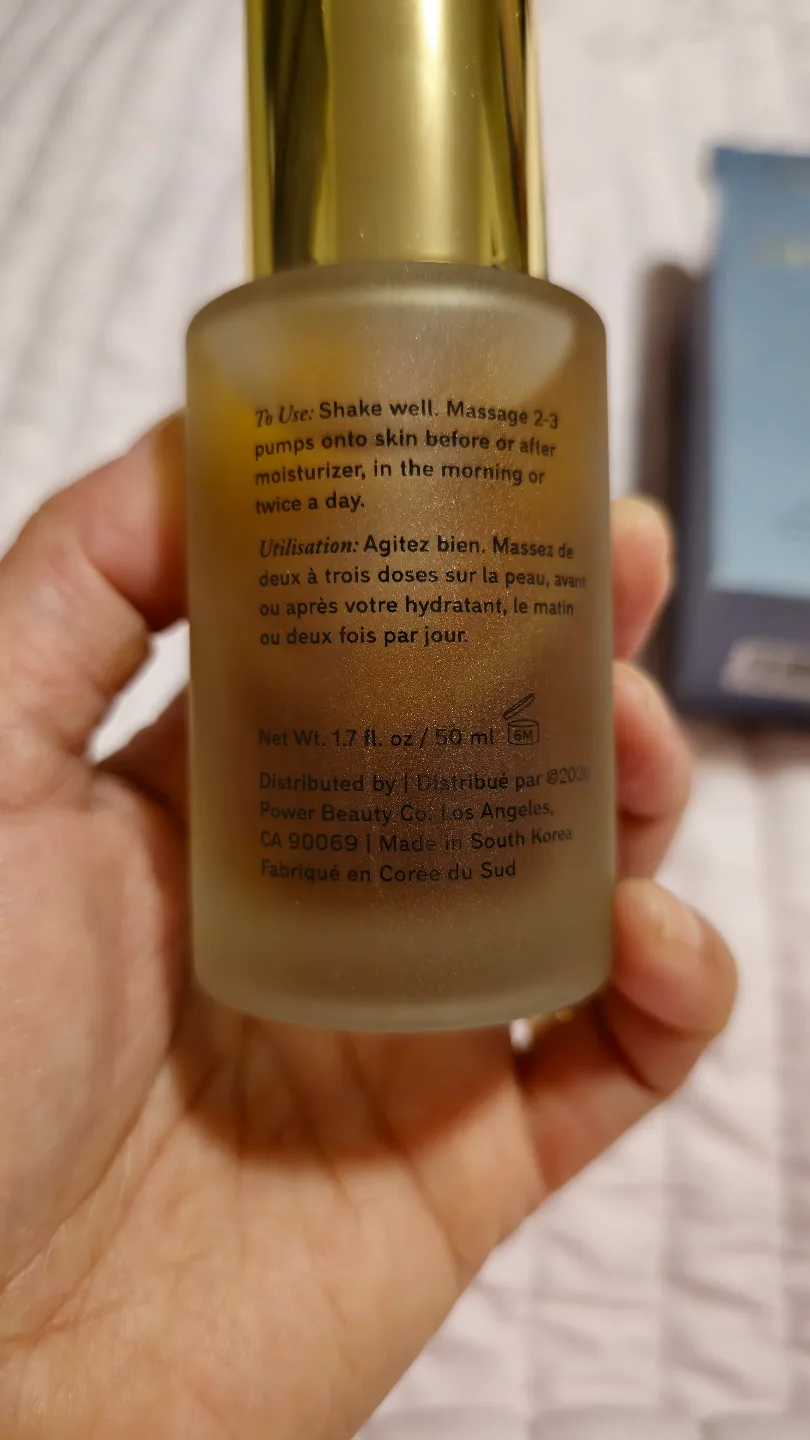 To Use: Shake well. Massage 2-3
pumps onto skin before or after
moisturizer, in the morning or
twice a day.
Utilisation: Agitez bien. Massez de
deux à trois doses sur la peau, avant
ou après votre hydratant, le matin
ou deux fois par jour.
Net Wt. 1.7 fl. oz / 50 ml 6M
Distributed by | Distribué par
Power Beauty Co. Los Angeles,
CA 90069 | Made in South Korea
Fabriqué en Corée du Sud